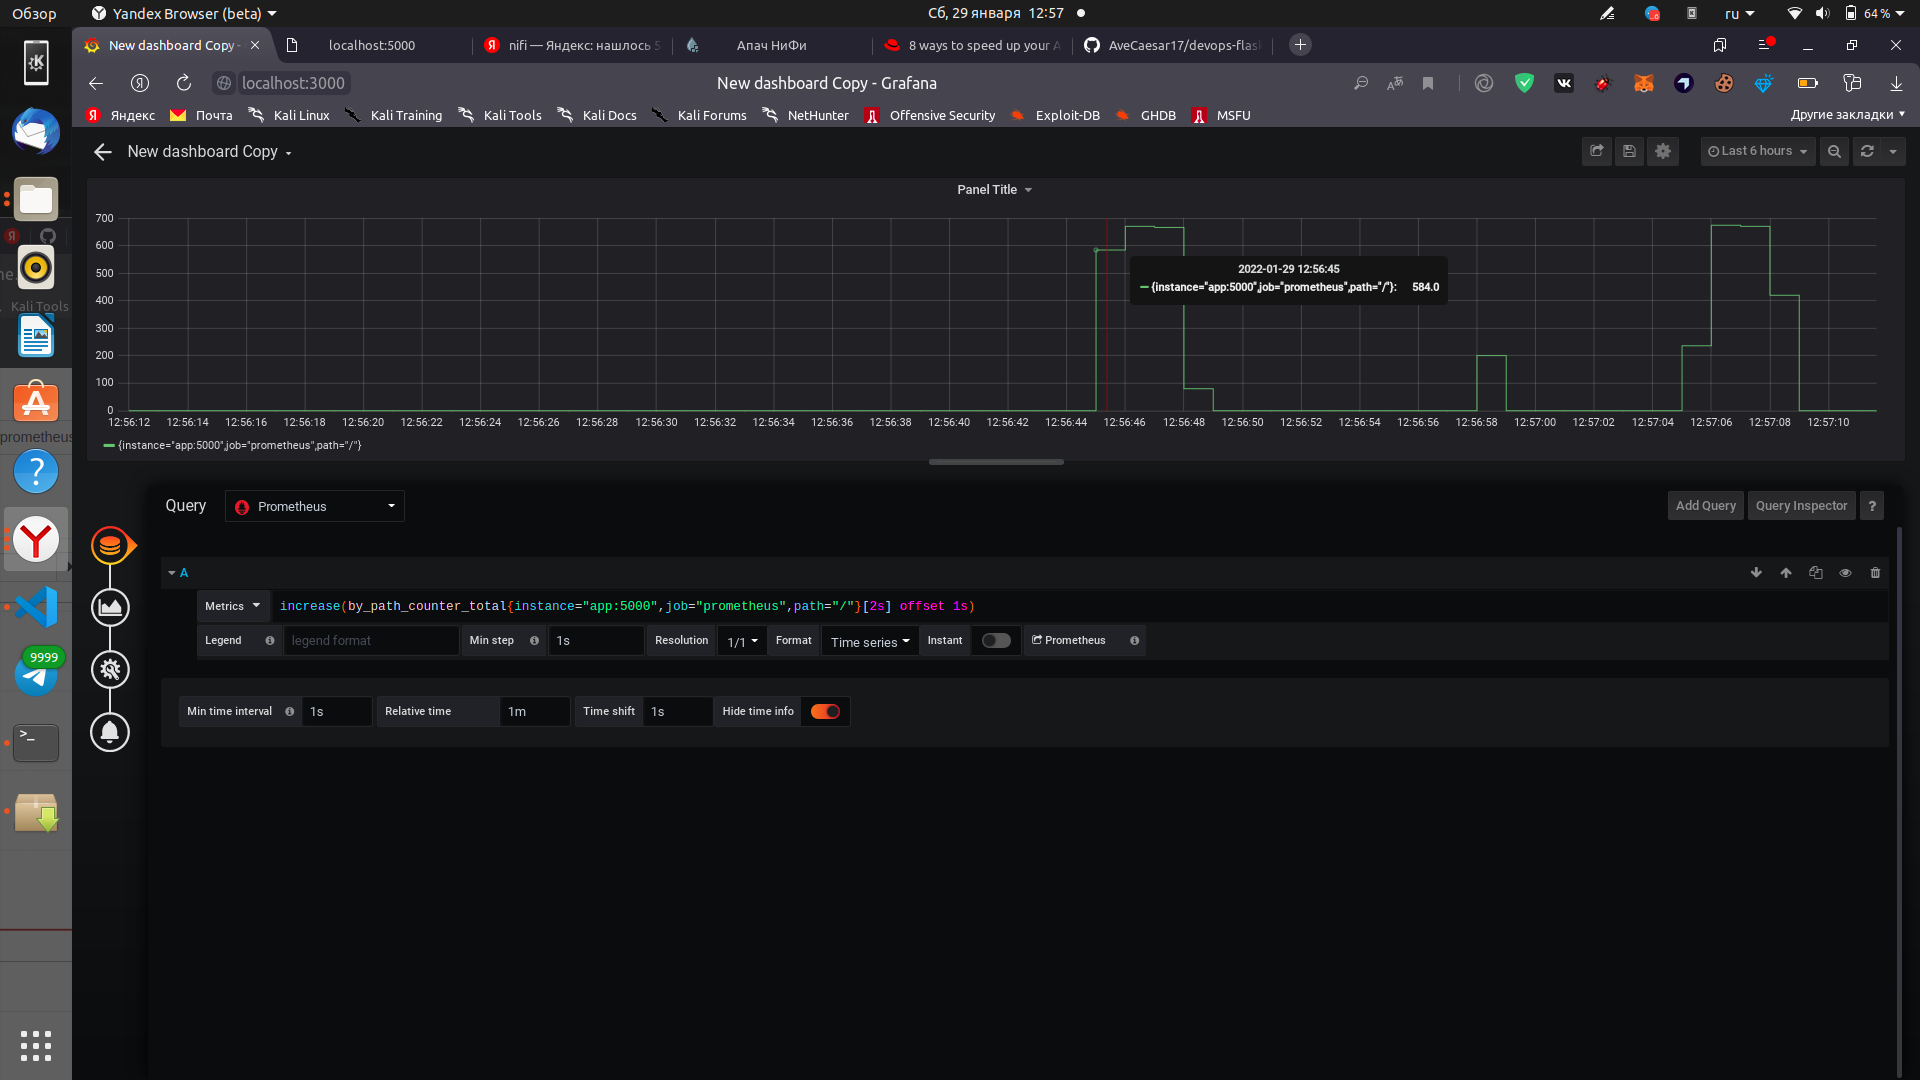 Обзор
Yandex Browser (beta)
Сб, 29 января 12:57
ru
64 %
New dashboard Copy -
localhost:5000
nifi — Яндекс: нашлось 5
Апач НиФи
8 ways to speed up your A
AveCaesar17/devops-flas
localhost:3000
New dashboard Copy - Grafana
Яндекс
Почта
Kali Linux
Kali Training
Kali Tools
Kali Docs
Kali Forums
NetHunter
Offensive Security
Exploit-DB
GHDB
MSFU
Другие закладки
New dashboard Copy
Last 6 hours
Panel Title
700
600
500
400
300
200
100
0
2022-01-29 12:56:45
{instance="app:5000",job="prometheus",path="/"}: 584.0
12:56:12 12:56:14 12:56:16 12:56:18 12:56:20 12:56:22 12:56:24 12:56:26 12:56:28 12:56:30 12:56:32 12:56:34 12:56:36 12:56:38 12:56:40 12:56:42 12:56:44 12:56:46 12:56:48 12:56:50 12:56:52 12:56:54 12:56:56 12:56:58 12:57:00 12:57:02 12:57:04 12:57:06 12:57:08 12:57:10
{instance="app:5000",job="prometheus",path="/"}
Kali Tools
prometheus
9999
Query
Prometheus
Add Query
Query Inspector
?
A
Metrics
increase(by_path_counter_total{instance="app:5000",job="prometheus",path="/"}[2s] offset 1s)
Legend
legend format
Min step
1s
Resolution
1/1
Format
Time series
Instant
Prometheus
Min time interval
1s
Relative time
1m
Time shift
1s
Hide time info